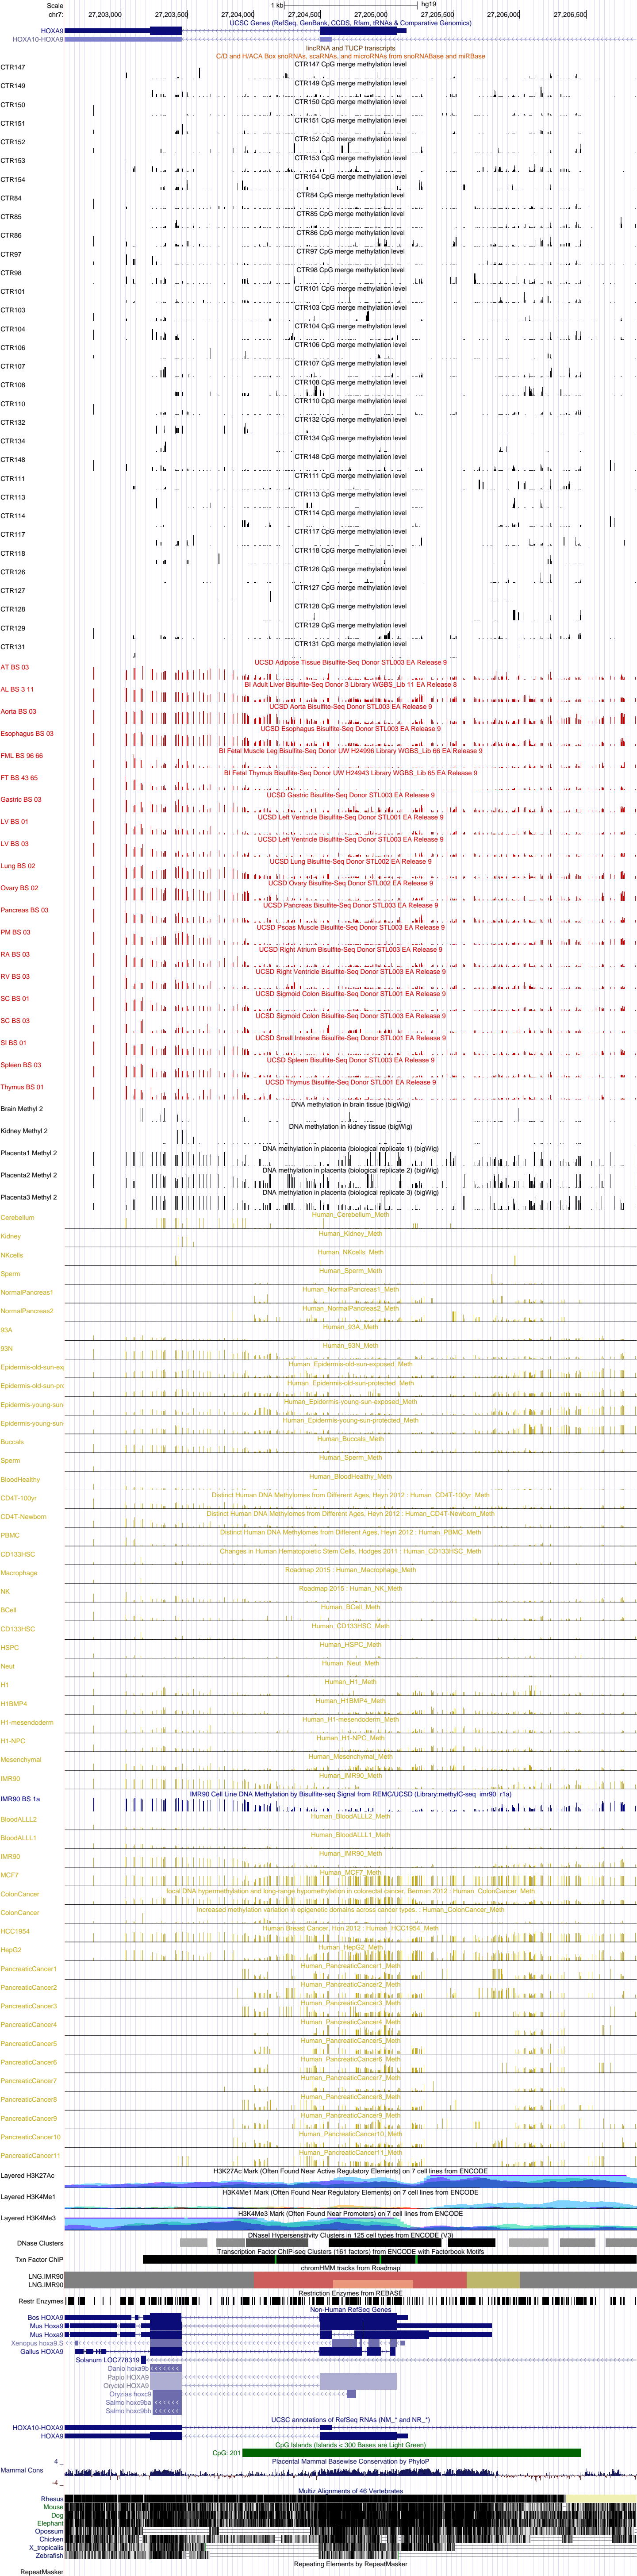 Scale 1 kb hg19
chr7: 27,203,000 27,203,500 27,204,000 27,204,500 27,205,000 27,205,500 27,206,000 27,206,500
UCSC Genes (RefSeq, GenBank, CCDS, Rfam, tRNAs & Comparative Genomics)
HOXA9
HOXA10-HOXA9
lincRNA and TUCP transcripts
C/D and H/ACA Box snoRNAs, scaRNAs, and microRNAs from snoRNABase and miRBase
CTR147 CTR147 CpG merge methylation level
CTR149 CTR149 CpG merge methylation level
CTR150 CTR150 CpG merge methylation level
CTR151 CTR151 CpG merge methylation level
CTR152 CTR152 CpG merge methylation level
CTR153 CTR153 CpG merge methylation level
CTR154 CTR154 CpG merge methylation level
CTR84 CTR84 CpG merge methylation level
CTR85 CTR85 CpG merge methylation level
CTR86 CTR86 CpG merge methylation level
CTR97 CTR97 CpG merge methylation level
CTR98 CTR98 CpG merge methylation level
CTR101 CTR101 CpG merge methylation level
CTR103 CTR103 CpG merge methylation level
CTR104 CTR104 CpG merge methylation level
CTR106 CTR106 CpG merge methylation level
CTR107 CTR107 CpG merge methylation level
CTR108 CTR108 CpG merge methylation level
CTR110 CTR110 CpG merge methylation level
CTR132 CTR132 CpG merge methylation level
CTR134 CTR134 CpG merge methylation level
CTR148 CTR148 CpG merge methylation level
CTR111 CTR111 CpG merge methylation level
CTR113 CTR113 CpG merge methylation level
CTR114 CTR114 CpG merge methylation level
CTR117 CTR117 CpG merge methylation level
CTR118 CTR118 CpG merge methylation level
CTR126 CTR126 CpG merge methylation level
CTR127 CTR127 CpG merge methylation level
CTR128 CTR128 CpG merge methylation level
CTR129 CTR129 CpG merge methylation level
CTR131 CTR131 CpG merge methylation level
UCSD Adipose Tissue Bisulfite-Seq Donor STL003 EA Release 9
AT BS 03
BI Adult Liver Bisulfite-Seq Donor 3 Library WGBS_Lib 11 EA Release 8
AL BS 3 11
UCSD Aorta Bisulfite-Seq Donor STL003 EA Release 9
Aorta BS 03
UCSD Esophagus Bisulfite-Seq Donor STL003 EA Release 9
Esophagus BS 03
BI Fetal Muscle Leg Bisulfite-Seq Donor UW H24996 Library WGBS_Lib 66 EA Release 9
FML BS 96 66
BI Fetal Thymus Bisulfite-Seq Donor UW H24943 Library WGBS_Lib 65 EA Release 9
FT BS 43 65
UCSD Gastric Bisulfite-Seq Donor STL003 EA Release 9
Gastric BS 03
UCSD Left Ventricle Bisulfite-Seq Donor STL001 EA Release 9
LV BS 01
UCSD Left Ventricle Bisulfite-Seq Donor STL003 EA Release 9
LV BS 03
UCSD Lung Bisulfite-Seq Donor STL002 EA Release 9
Lung BS 02
UCSD Ovary Bisulfite-Seq Donor STL002 EA Release 9
Ovary BS 02
UCSD Pancreas Bisulfite-Seq Donor STL003 EA Release 9
Pancreas BS 03
UCSD Psoas Muscle Bisulfite-Seq Donor STL003 EA Release 9
PM BS 03
UCSD Right Atrium Bisulfite-Seq Donor STL003 EA Release 9
RA BS 03
UCSD Right Ventricle Bisulfite-Seq Donor STL003 EA Release 9
RV BS 03
UCSD Sigmoid Colon Bisulfite-Seq Donor STL001 EA Release 9
SC BS 01
UCSD Sigmoid Colon Bisulfite-Seq Donor STL003 EA Release 9
SC BS 03
UCSD Small Intestine Bisulfite-Seq Donor STL001 EA Release 9
SI BS 01
UCSD Spleen Bisulfite-Seq Donor STL003 EA Release 9
Spleen BS 03
UCSD Thymus Bisulfite-Seq Donor STL001 EA Release 9
Thymus BS 01
DNA methylation in brain tissue (bigWig)
Brain Methyl 2
DNA methylation in kidney tissue (bigWig)
Kidney Methyl 2
DNA methylation in placenta (biological replicate 1) (bigWig)
Placenta1 Methyl 2
DNA methylation in placenta (biological replicate 2) (bigWig)
Placenta2 Methyl 2
DNA methylation in placenta (biological replicate 3) (bigWig)
Placenta3 Methyl 2
Cerebellum Human_Cerebellum_Meth
Kidney Human_Kidney_Meth
NKcells Human_NKcells_Meth
Sperm Human_Sperm_Meth
NormalPancreas1 Human_NormalPancreas1_Meth
NormalPancreas2 Human_NormalPancreas2_Meth
93A Human_93A_Meth
93N Human_93N_Meth
Epidermis-old-sun-ex Human_Epidermis-old-sun-exposed_Meth
Epidermis-old-sun-pro Human_Epidermis-old-sun-protected_Meth
Epidermis-young-sun Human_Epidermis-young-sun-exposed_Meth
Epidermis-young-sun Human_Epidermis-young-sun-protected_Meth
Buccals Human_Buccals_Meth
Sperm Human_Sperm_Meth
BloodHealthy Human_BloodHealthy_Meth
CD4T-100yr Distinct Human DNA Methylomes from Different Ages, Heyn 2012 : Human_CD4T-100yr_Meth
CD4T-Newborn Distinct Human DNA Methylomes from Different Ages, Heyn 2012 : Human_CD4T-Newborn_Meth
PBMC Distinct Human DNA Methylomes from Different Ages, Heyn 2012 : Human_PBMC_Meth
CD133HSC Changes in Human Hematopoietic Stem Cells, Hodges 2011 : Human_CD133HSC_Meth
Macrophage Roadmap 2015 : Human_Macrophage_Meth
NK Roadmap 2015 : Human_NK_Meth
BCell Human_BCell_Meth
CD133HSC Human_CD133HSC_Meth
HSPC Human_HSPC_Meth
Neut Human_Neut_Meth
H1 Human_H1_Meth
H1BMP4 Human_H1BMP4_Meth
H1-mesendoderm Human_H1-mesendoderm_Meth
H1-NPC Human_H1-NPC_Meth
Mesenchymal Human_Mesenchymal_Meth
IMR90 Human_IMR90_Meth
IMR90 Cell Line DNA Methylation by Bisulfite-seq Signal from REMC/UCSD (Library:methylC-seq_imr90_r1a)
IMR90 BS 1a
BloodALLL2 Human_BloodALLL2_Meth
BloodALLL1 Human_BloodALLL1_Meth
IMR90 Human_IMR90_Meth
MCF7 Human_MCF7_Meth
ColonCancer focal DNA hypermethylation and long-range hypomethylation in colorectal cancer, Berman 2012 : Human_ColonCancer_Meth
ColonCancer Increased methylation variation in epigenetic domains across cancer types. : Human_ColonCancer_Meth
HCC1954 Human Breast Cancer, Hon 2012 : Human_HCC1954_Meth
HepG2 Human_HepG2_Meth
PancreaticCancer1 Human_PancreaticCancer1_Meth
PancreaticCancer2 Human_PancreaticCancer2_Meth
PancreaticCancer3 Human_PancreaticCancer3_Meth
PancreaticCancer4 Human_PancreaticCancer4_Meth
PancreaticCancer5 Human_PancreaticCancer5_Meth
PancreaticCancer6 Human_PancreaticCancer6_Meth
PancreaticCancer7 Human_PancreaticCancer7_Meth
PancreaticCancer8 Human_PancreaticCancer8_Meth
PancreaticCancer9 Human_PancreaticCancer9_Meth
PancreaticCancer10 Human_PancreaticCancer10_Meth
PancreaticCancer11 Human_PancreaticCancer11_Meth
H3K27Ac Mark (Often Found Near Active Regulatory Elements) on 7 cell lines from ENCODE
Layered H3K27Ac
H3K4Me1 Mark (Often Found Near Regulatory Elements) on 7 cell lines from ENCODE
Layered H3K4Me1
H3K4Me3 Mark (Often Found Near Promoters) on 7 cell lines from ENCODE
Layered H3K4Me3
DNaseI Hypersensitivity Clusters in 125 cell types from ENCODE (V3)
DNase Clusters
Transcription Factor ChIP-seq Clusters (161 factors) from ENCODE with Factorbook Motifs
Txn Factor ChIP
chromHMM tracks from Roadmap
LNG.IMR90
LNG.IMR90
Restriction Enzymes from REBASE
Restr Enzymes
Non-Human RefSeq Genes
Bos HOXA9
Mus Hoxa9
Mus Hoxa9
Xenopus hoxa9.S
Gallus HOXA9
Solanum LOC778319
Danio hoxa9b
Papio HOXA9
Oryctol HOXA9
Oryzias hoxc9
Salmo hoxc9ba
Salmo hoxc9bb
UCSC annotations of RefSeq RNAs (NM_* and NR_*)
HOXA10-HOXA9
HOXA9
CpG Islands (Islands < 300 Bases are Light Green)
CpG: 201
Placental Mammal Basewise Conservation by PhyloP
4 _
Mammal Cons
-4 _
Multiz Alignments of 46 Vertebrates
Rhesus
Mouse
Dog
Elephant
Opossum
Chicken
X_tropicalis
Zebrafish
Repeating Elements by RepeatMasker
RepeatMasker